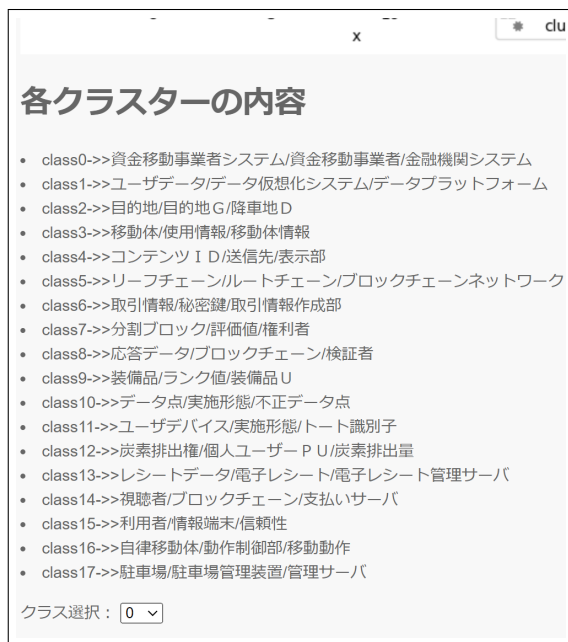 x
clu
各クラスターの内容
class0->>資金移動事業者システム/資金移動事業者/金融機関システム
class1->>ユーザデータ/データ仮想化システム/データプラットフォーム
class2->>目的地/目的地Ｇ/降車地Ｄ
class3->>移動体/使用情報/移動体情報
class4->>コンテンツＩＤ/送信先/表示部
class5->>リーフチェーン/ルートチェーン/ブロックチェーンネットワーク
class6->>取引情報/秘密鍵/取引情報作成部
class7->>分割ブロック/評価値/権利者
class8->>応答データ/ブロックチェーン/検証者
class9->>装備品/ランク値/装備品Ｕ
class10->>データ点/実施形態/不正データ点
class11->>ユーザデバイス/実施形態/トート識別子
class12->>炭素排出権/個人ユーザーＰＵ/炭素排出量
class13->>レシートデータ/電子レシート/電子レシート管理サーバ
class14->>視聴者/ブロックチェーン/支払いサーバ
class15->>利用者/情報端末/信頼性
class16->>自律移動体/動作制御部/移動動作
class17->>駐車場/駐車場管理装置/管理サーバ
クラス選択： 0